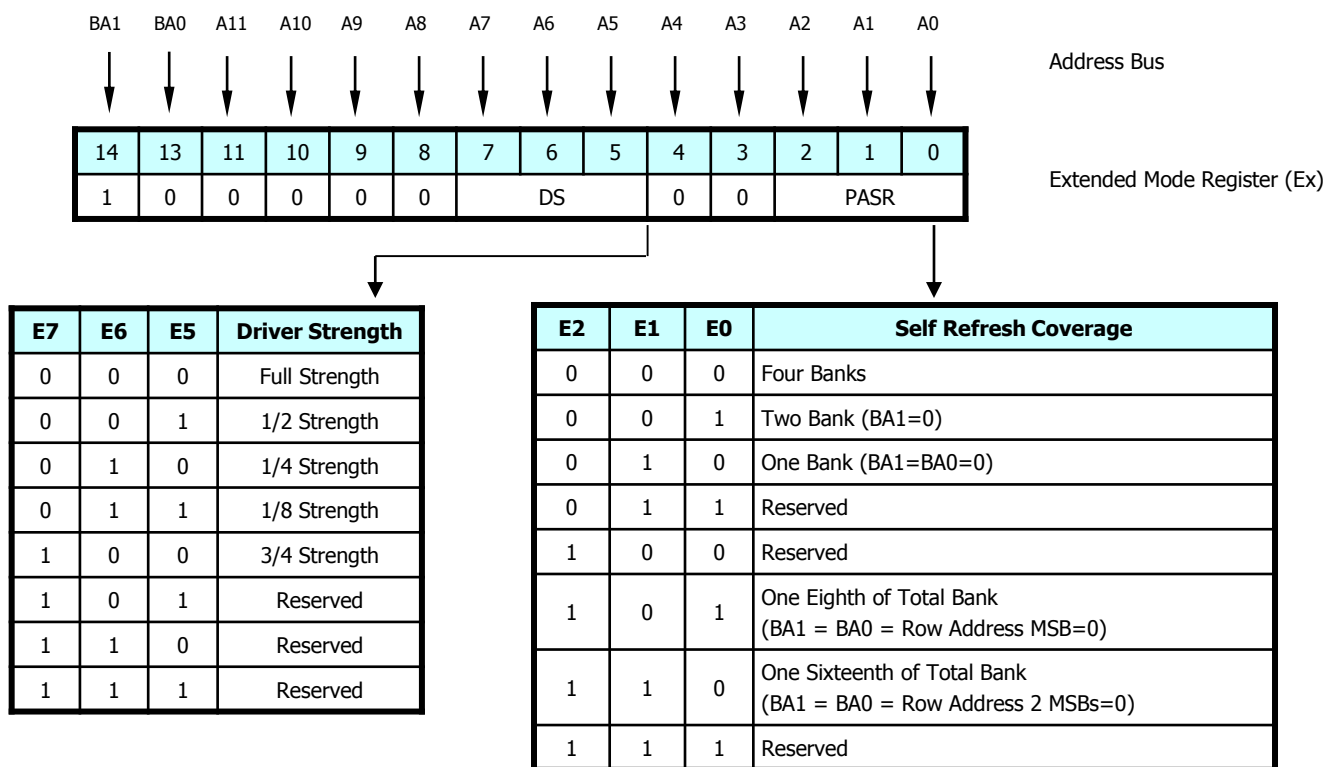 BA1 BA0 A11 A10 A9 A8 A7 A6 A5 A4 A3 A2 A1 A0
Address Bus
14 13 11 10 9 8 7 6 5 4 3 2 1 0
1 0 0 0 0 0 DS 0 0 PASR
Extended Mode Register (Ex)
E7 E6 E5 Driver Strength
0 0 0 Full Strength
0 0 1 1/2 Strength
0 1 0 1/4 Strength
0 1 1 1/8 Strength
1 0 0 3/4 Strength
1 0 1 Reserved
1 1 0 Reserved
1 1 1 Reserved
E2 E1 E0 Self Refresh Coverage
0 0 0 Four Banks
0 0 1 Two Bank (BA1=0)
0 1 0 One Bank (BA1=BA0=0)
0 1 1 Reserved
1 0 0 Reserved
1 0 1 One Eighth of Total Bank
(BA1 = BA0 = Row Address MSB=0)
1 1 0 One Sixteenth of Total Bank
(BA1 = BA0 = Row Address 2 MSBs=0)
1 1 1 Reserved